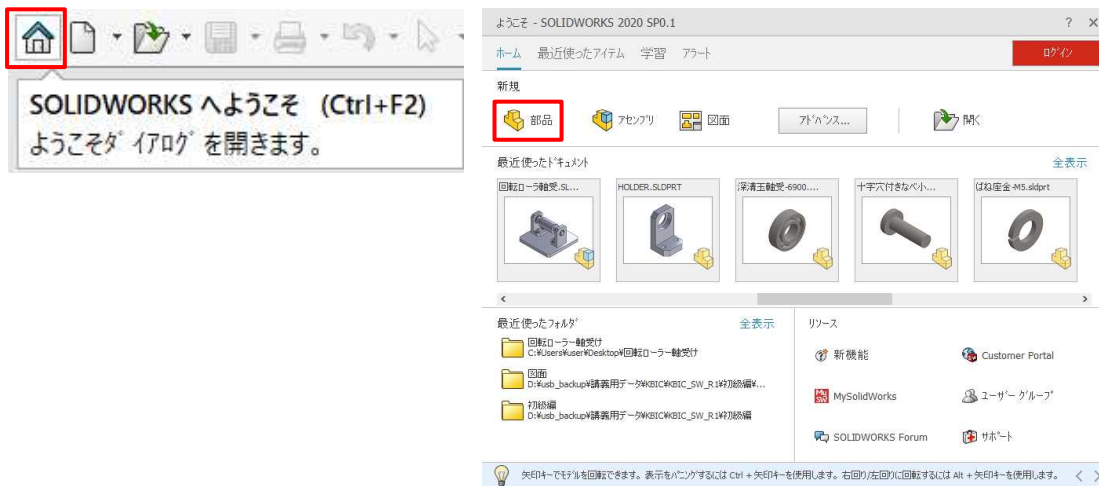 SOLIDWORKS へようこそ (Ctrl+F2)
ようこそダイアログを開きます。
ようこそ - SOLIDWORKS 2020 SP0.1
ホーム 最近使ったアイテム 学習 アラート ログイン
新規
部品 アセンブリ 図面 アドバンス... 開く
最近使ったドキュメント 全表示
回転ローラ軸受.SL... HOLDER.SLDPRT 深溝玉軸受-6900.... 十字穴付きなべ小... ばね座金-M5.sldprt
最近使ったフォルダ 全表示
回転ローラー軸受け
C:¥Users¥user¥Desktop¥回転ローラー軸受け
図面
D:¥usb_backup¥講義用データ¥KBIC¥KBIC_SW_R1¥初級編¥...
初級編
D:¥usb_backup¥講義用データ¥KBIC¥KBIC_SW_R1¥初級編
リソース
新機能 Customer Portal
MySolidWorks ユーザー グループ
SOLIDWORKS Forum サポート
矢印キーでモデルを回転できます。表示をパニングするには Ctrl + 矢印キーを使用します。右回り/左回りに回転するには Alt + 矢印キーを使用します。